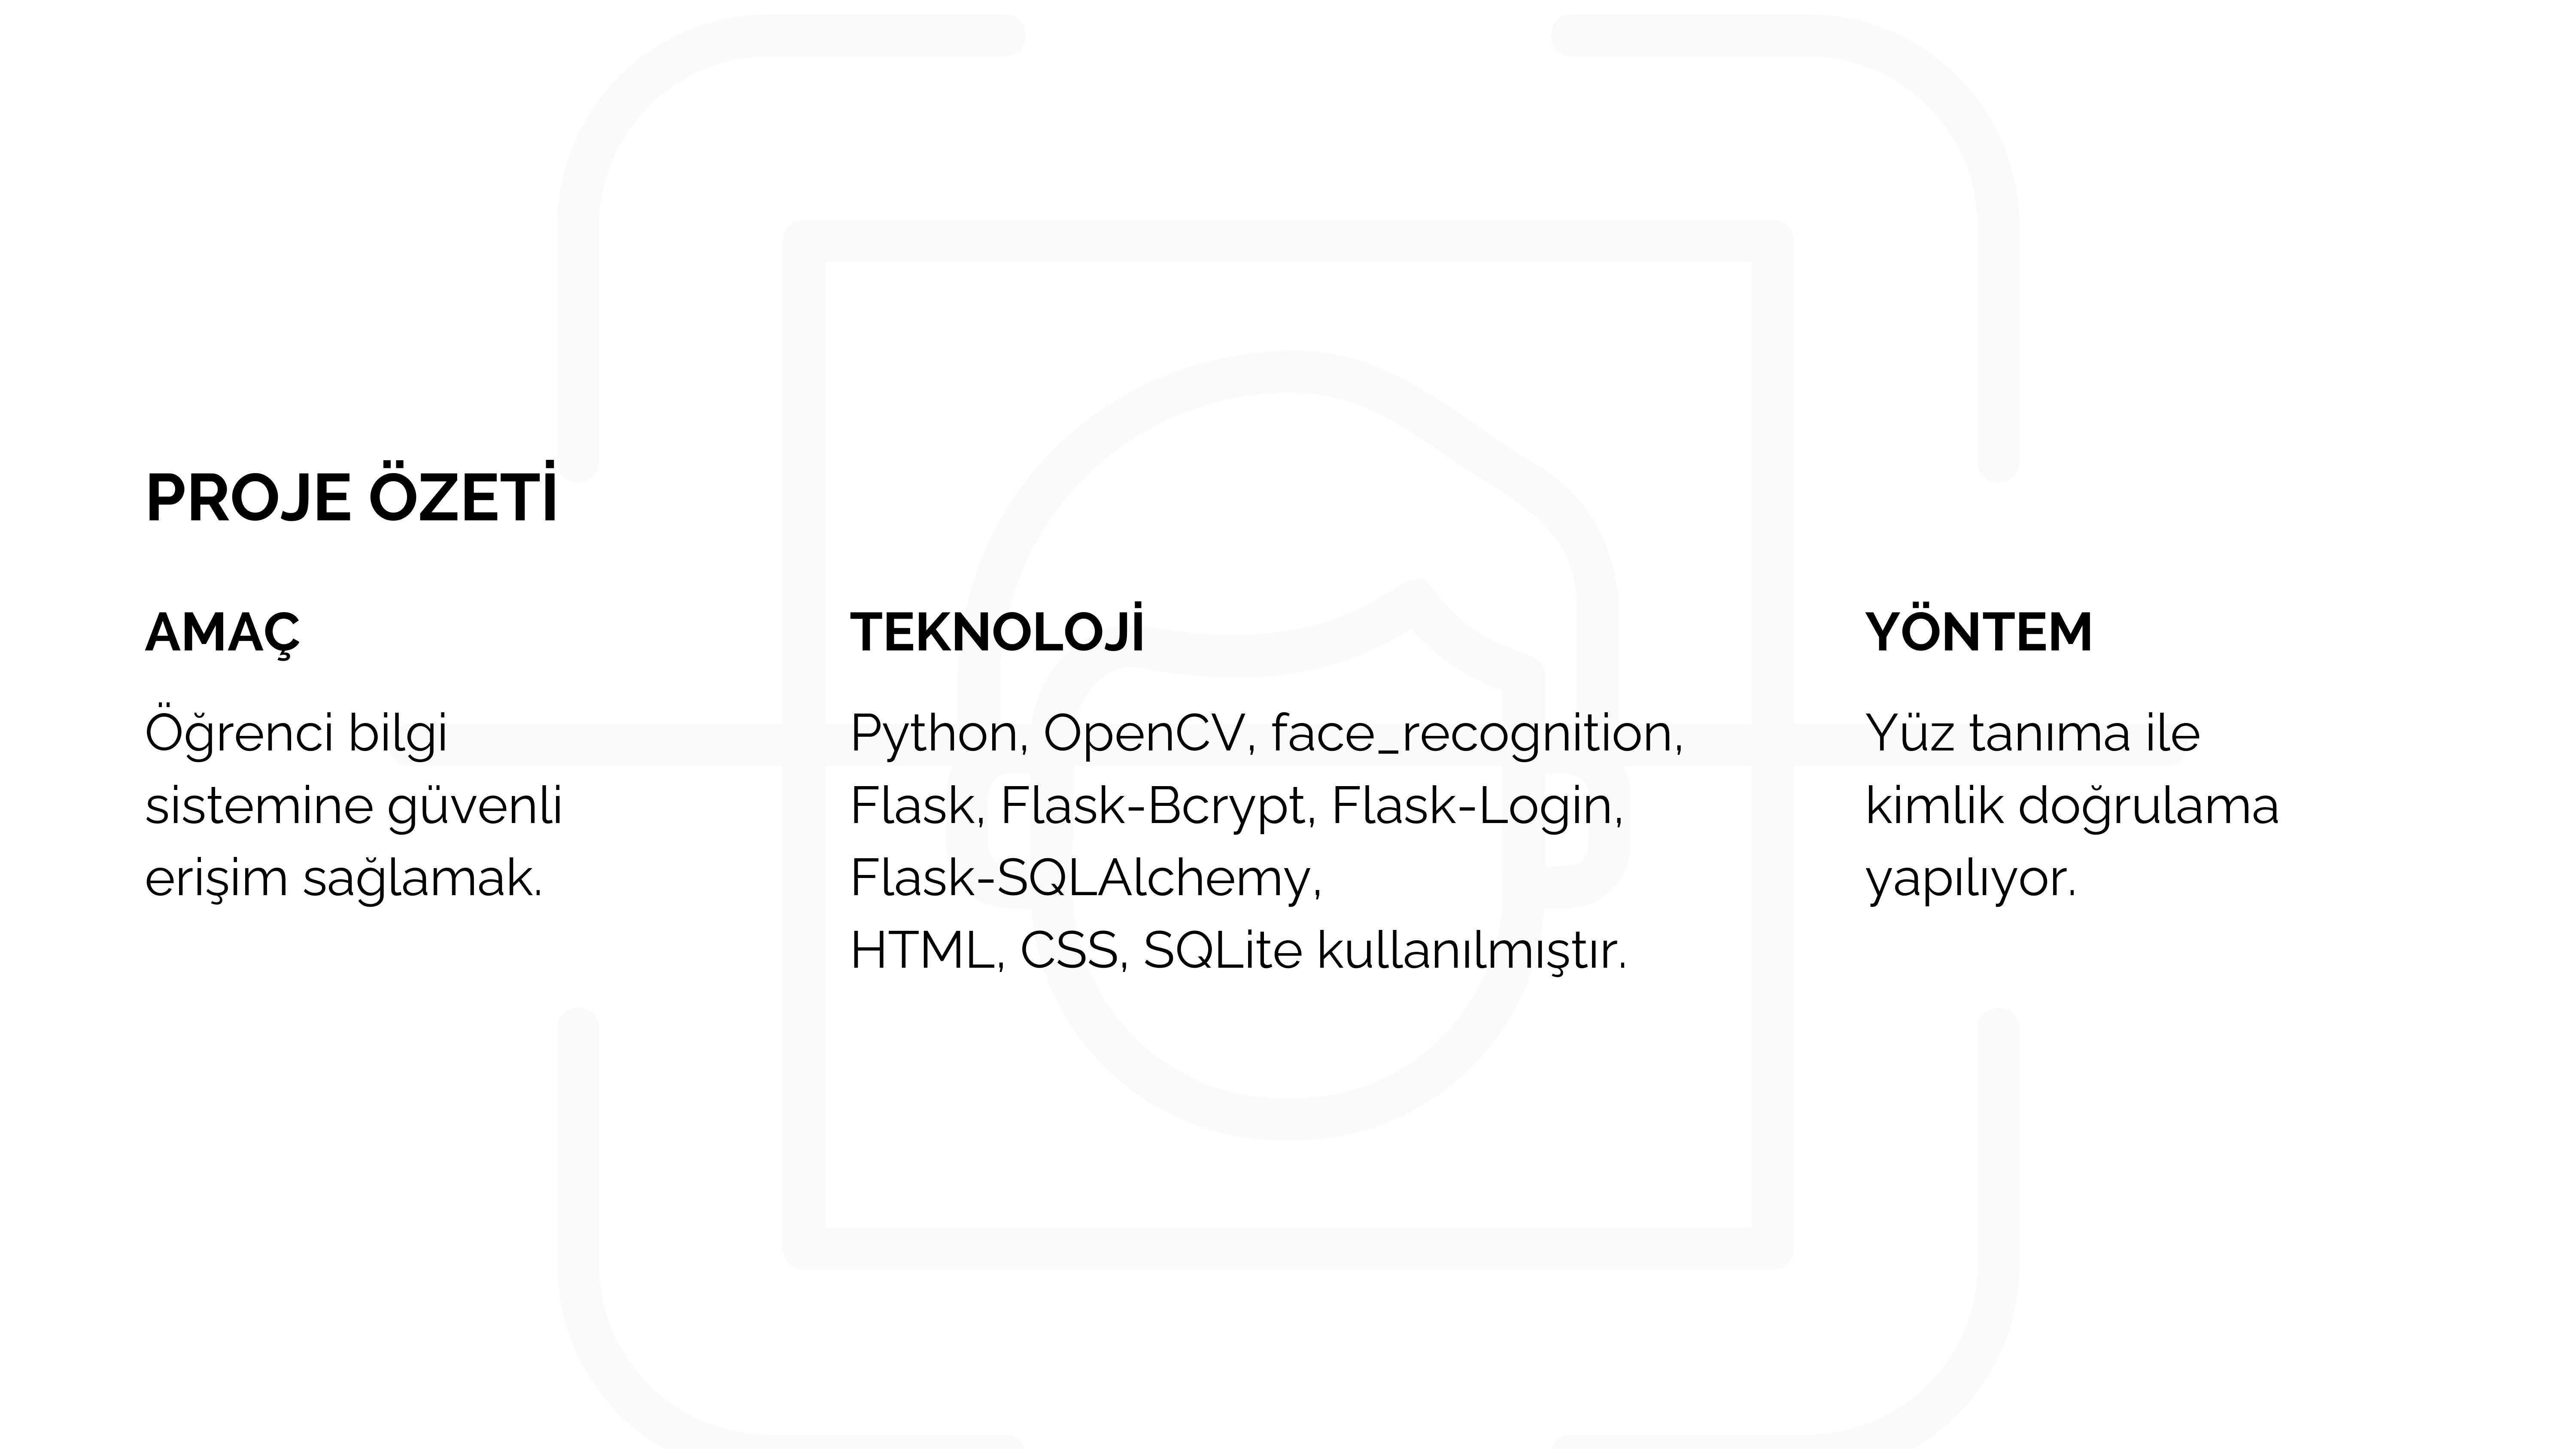 PROJE ÖZETİ
AMAÇ
Öğrenci bilgi
sistemine güvenli
erişim sağlamak.
TEKNOLOJİ
Python, OpenCV, face_recognition,
Flask, Flask-Bcrypt, Flask-Login,
Flask-SQLAlchemy,
HTML, CSS, SQLite kullanılmıştır.
YÖNTEM
Yüz tanıma ile
kimlik doğrulama
yapılıyor.